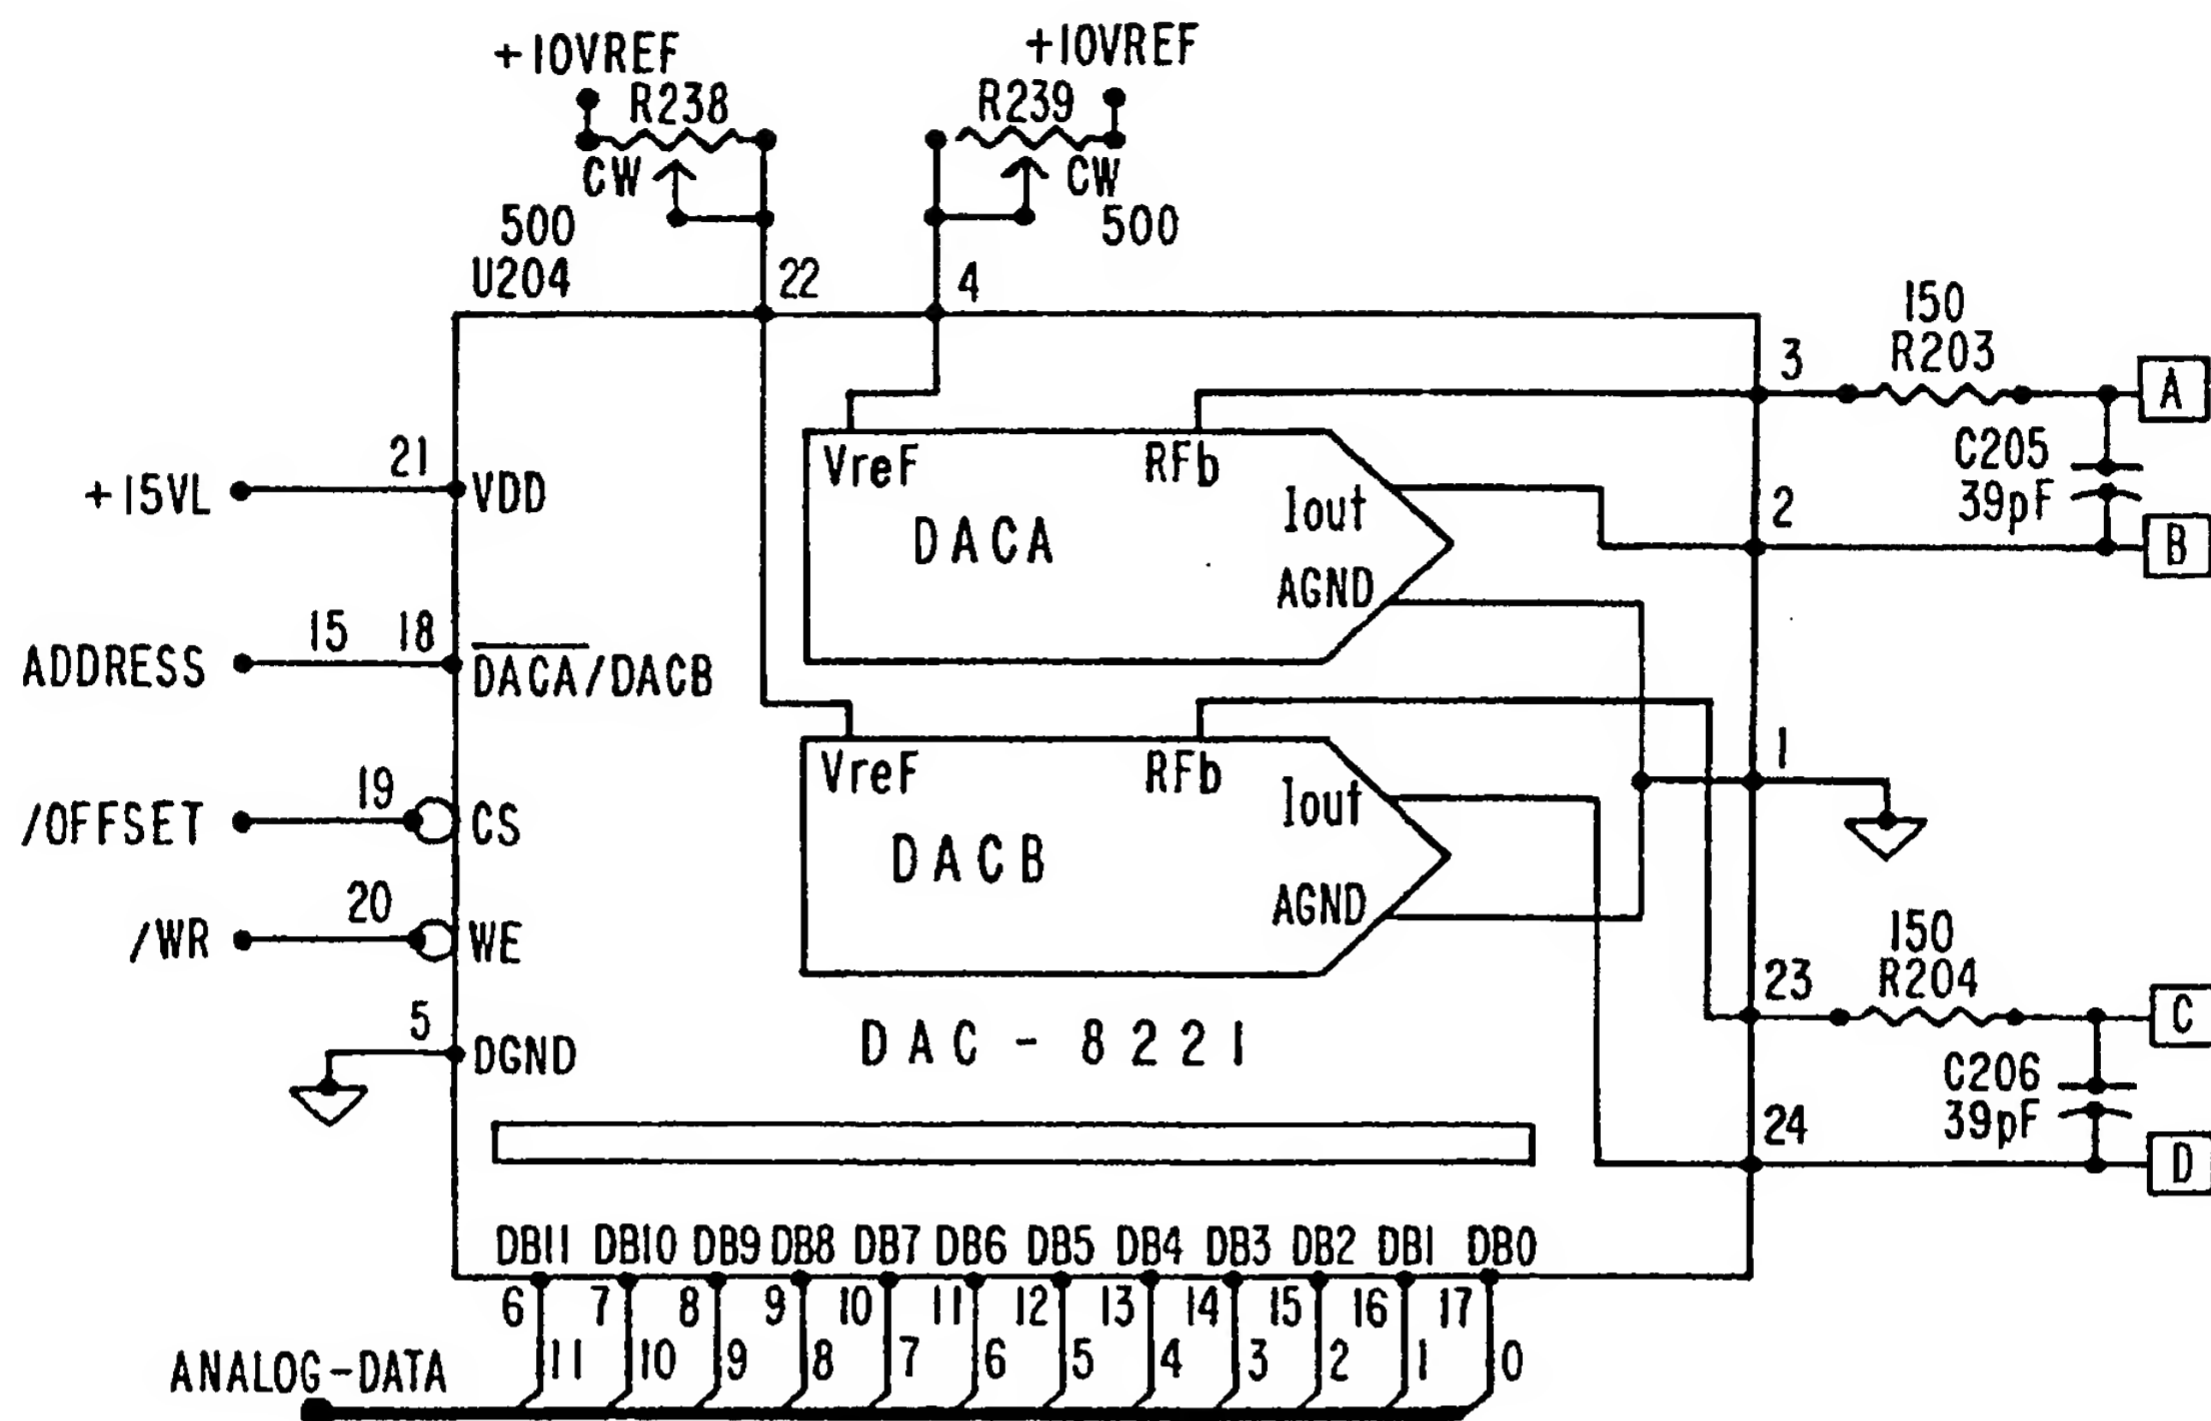 +10VREF
+10VREF
R238
R239
CW
CW
500
500
U204
22
4
150
R203
3
A
C205
39pF
2
B
+15VL
21
VDD
VreF
RFb
Iout
DACA
AGND
ADDRESS
15
18
DACA/DACB
1
VreF
RFb
Iout
DACB
AGND
/OFFSET
19
CS
/WR
20
WE
150
R204
23
C
5
DGND
DAC-8221
C206
39pF
24
D
DB11 DB10 DB9 DB8 DB7 DB6 DB5 DB4 DB3 DB2 DB1 DB0
6 7 8 9 10 11 12 13 14 15 16 17
11 10 9 8 7 6 5 4 3 2 1 0
ANALOG-DATA